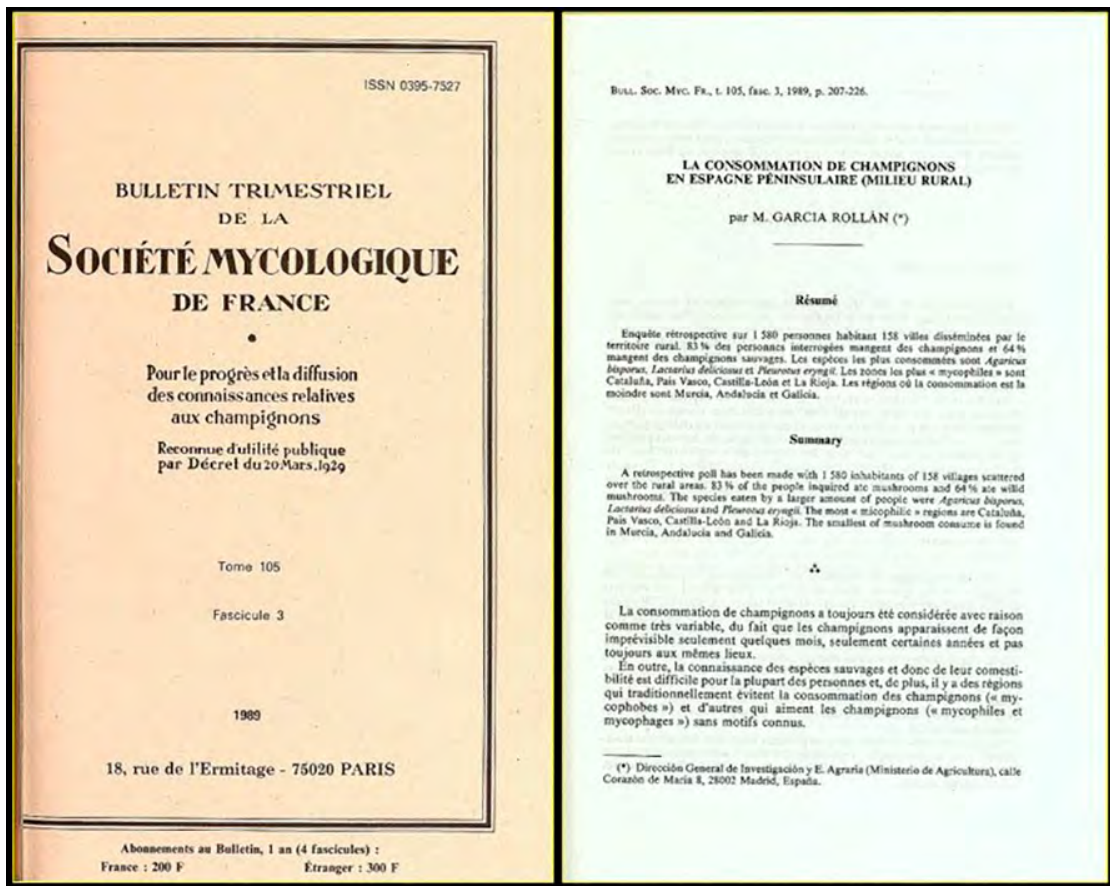 ISSN 0395-7527
BULLETIN TRIMESTRIEL
DE LA
SOCIÉTÉ MYCOLOGIQUE
DE FRANCE
•
Pour le progrès et la diffusion
des connaissances relatives
aux champignons
Reconnue d'utilité publique
par Décret du 20 Mars.1929
Tome 105
Fascicule 3
1989
18, rue de l'Ermitage - 75020 PARIS
Abonnements au Bulletin, 1 an (4 fascicules) :
France : 200 F Étranger : 300 F
BULL. SOC. MYC. FR., t. 105, fasc. 3, 1989, p. 207-226.
LA CONSOMMATION DE CHAMPIGNONS
EN ESPAGNE PÉNINSULAIRE (MILIEU RURAL)
par M. GARCIA ROLLÁN (*)
Résumé
Enquête rétrospective sur 1 580 personnes habitant 158 villes disséminées par le
territoire rural. 83 % des personnes interrogées mangent des champignons et 64 %
mangent des champignons sauvages. Les espèces les plus consommées sont Agaricus
bisporus, Lactarius deliciosus et Pleurotus eryngii. Les zones les plus « mycophiles » sont
Cataluña, Pais Vasco, Castilla-León et La Rioja. Les régions où la consommation est la
moindre sont Murcia, Andalucia et Galicia.
Summary
A retrospective poll has been made with 1 580 inhabitants of 158 villages scattered
over the rural areas. 83 % of the people inquired ate mushrooms and 64 % ate willd
mushrooms. The species eaten by a larger amount of people were Agaricus bisporus,
Lactarius deliciosus and Pleurotus eryngii. The most « micophilic » regions are Cataluña,
Pais Vasco, Castilla-León and La Rioja. The smallest of mushroom consume is found
in Murcia, Andalucia and Galicia.
La consommation de champignons a toujours été considérée avec raison
comme très variable, du fait que les champignons apparaissent de façon
imprévisible seulement quelques mois, seulement certaines années et pas
toujours aux mêmes lieux.
En outre, la connaissance des espèces sauvages et donc de leur comesti-
bilité est difficile pour la plupart des personnes et, de plus, il y a des régions
qui traditionnellement évitent la consommation des champignons (« my-
cophobes ») et d'autres qui aiment les champignons (« mycophiles et
mycophages ») sans motifs connus.
(*) Dirección General de Investigación y E. Agraria (Ministerio de Agricultura), calle
Corazón de María 8, 28002 Madrid, España.